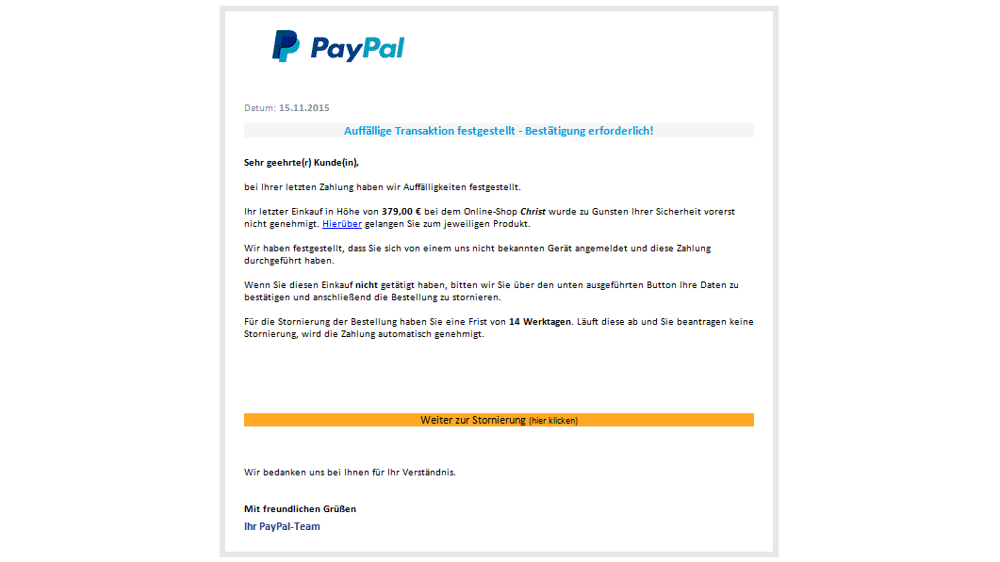 PayPal
Datum: 15.11.2015
Auffällige Transaktion festgestellt - Bestätigung erforderlich!
Sehr geehrte(r) Kunde(in),
bei Ihrer letzten Zahlung haben wir Auffälligkeiten festgestellt.
Ihr letzter Einkauf in Höhe von 379,00 € bei dem Online-Shop Christ wurde zu Gunsten Ihrer Sicherheit vorerst
nicht genehmigt. Hierüber gelangen Sie zum jeweiligen Produkt.
Wir haben festgestellt, dass Sie sich von einem uns nicht bekannten Gerät angemeldet und diese Zahlung
durchgeführt haben.
Wenn Sie diesen Einkauf nicht getätigt haben, bitten wir Sie über den unten ausgeführten Button Ihre Daten zu
bestätigen und anschließend die Bestellung zu stornieren.
Für die Stornierung der Bestellung haben Sie eine Frist von 14 Werktagen. Läuft diese ab und Sie beantragen keine
Stornierung, wird die Zahlung automatisch genehmigt.
Weiter zur Stornierung (hier klicken)
Wir bedanken uns bei Ihnen für Ihr Verständnis.
Mit freundlichen Grüßen
Ihr PayPal-Team